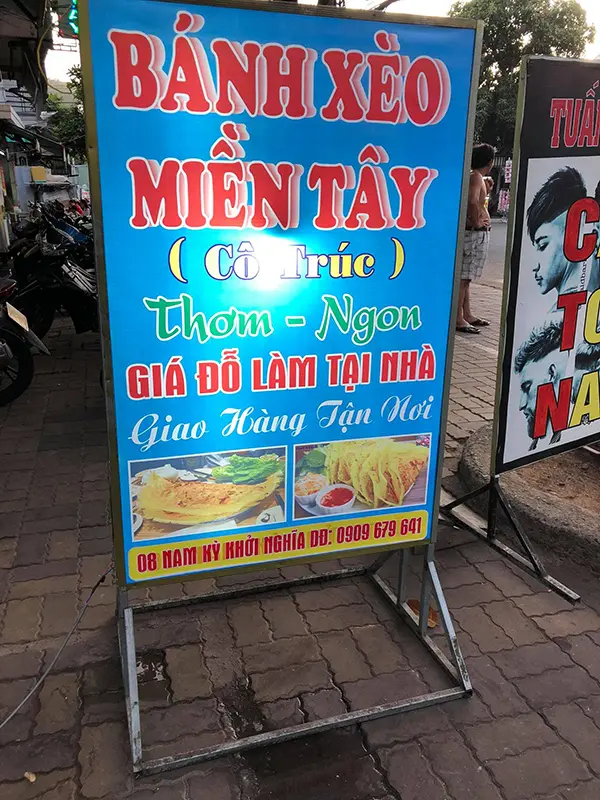 BÁNH XÈO
MIỀN TÂY
( Cô Trúc )
Thơm - Ngon
GIÁ ĐỖ LÀM TẠI NHÀ
Giao Hàng Tận Nơi
08 NAM KỲ KHỞI NGHĨA DĐ: 0909 679 641
TUẤN